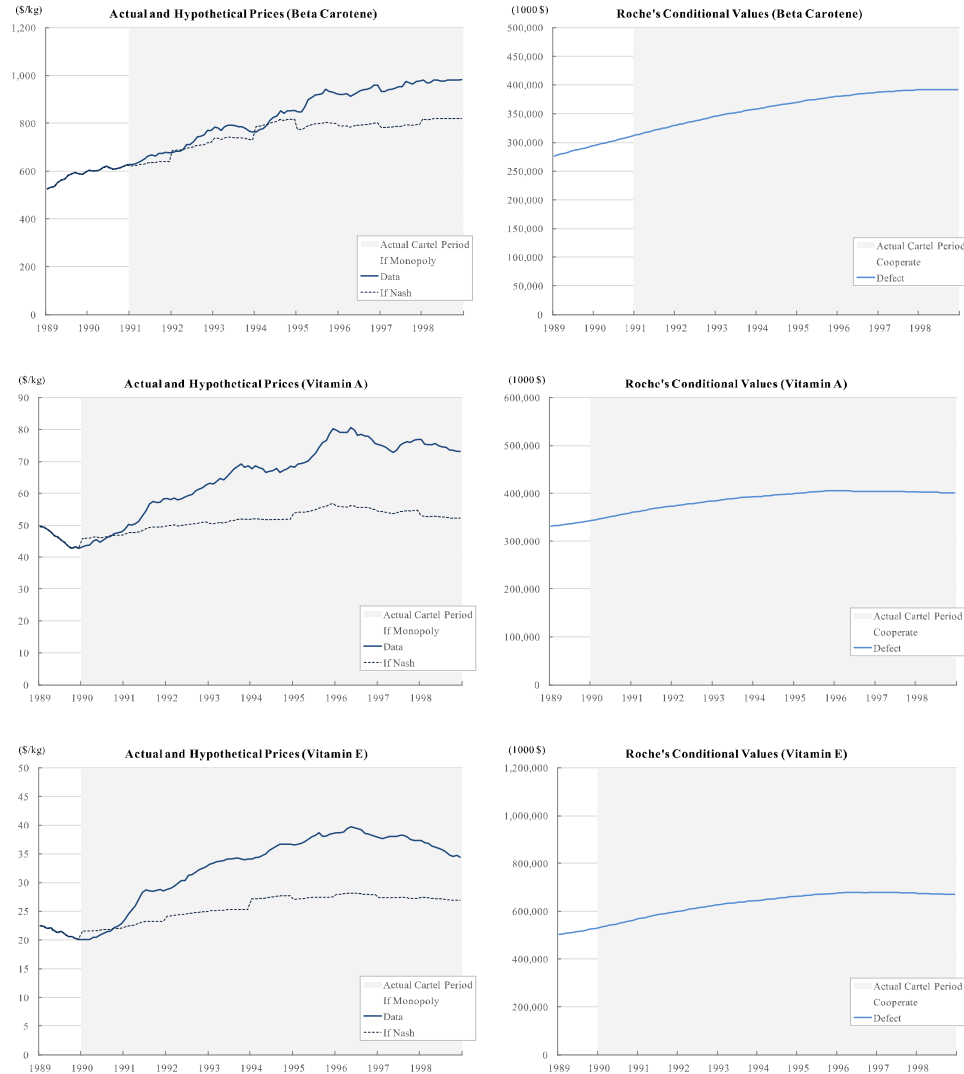 ($/kg)
Actual and Hypothetical Prices (Beta Carotene)
1,200
1,000
800
600
400
200
0
Actual Cartel Period
If Monopoly
Data
If Nash
1989 1990 1991 1992 1993 1994 1995 1996 1997 1998
(1000 $)
Roche's Conditional Values (Beta Carotene)
500,000
450,000
400,000
350,000
300,000
250,000
200,000
150,000
100,000
50,000
0
Actual Cartel Period
Cooperate
Defect
1989 1990 1991 1992 1993 1994 1995 1996 1997 1998
($/kg)
Actual and Hypothetical Prices (Vitamin A)
90
80
70
60
50
40
30
20
10
0
Actual Cartel Period
If Monopoly
Data
If Nash
1989 1990 1991 1992 1993 1994 1995 1996 1997 1998
(1000 $)
Roche's Conditional Values (Vitamin A)
600,000
500,000
400,000
300,000
200,000
100,000
0
Actual Cartel Period
Cooperate
Defect
1989 1990 1991 1992 1993 1994 1995 1996 1997 1998
($/kg)
Actual and Hypothetical Prices (Vitamin E)
50
45
40
35
30
25
20
15
10
5
0
Actual Cartel Period
If Monopoly
Data
If Nash
1989 1990 1991 1992 1993 1994 1995 1996 1997 1998
(1000 $)
Roche's Conditional Values (Vitamin E)
1,200,000
1,000,000
800,000
600,000
400,000
200,000
0
Actual Cartel Period
Cooperate
Defect
1989 1990 1991 1992 1993 1994 1995 1996 1997 1998